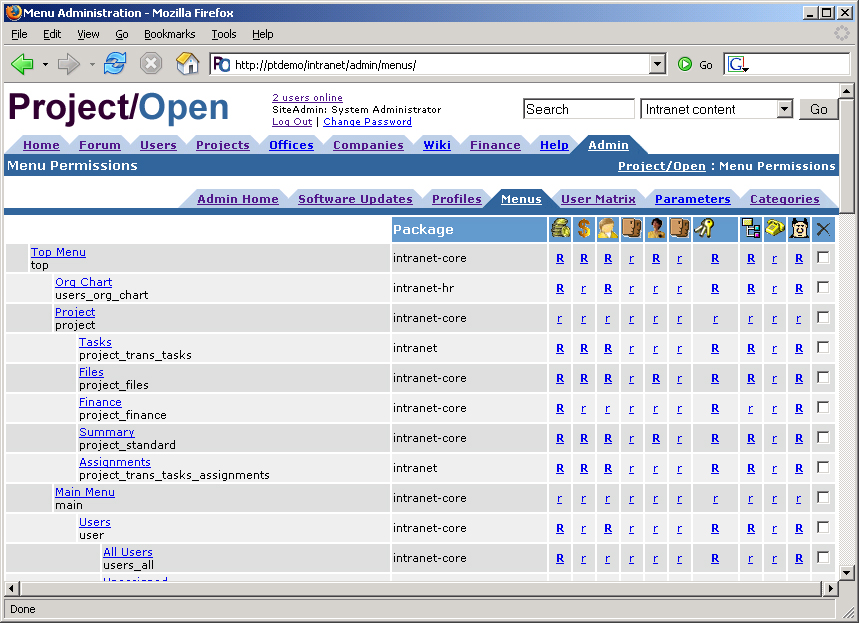 Menu Administration - Mozilla Firefox
File Edit View Go Bookmarks Tools Help
http://ptdemo/intranet/admin/menus/ Go G
Project/Open
2 users online
SiteAdmin: System Administrator
Log Out | Change Password
Search Intranet content Go
Home Forum Users Projects Offices Companies Wiki Finance Help Admin
Menu Permissions Project/Open : Menu Permissions
Admin Home Software Updates Profiles Menus User Matrix Parameters Categories
Package
Top Menu
top
intranet-core R R R r R r R R r R
Org Chart
users_org_chart
intranet-hr R r R r r r R R r R
Project
project
intranet-core r r r r r r r r r r
Tasks
project_trans_tasks
intranet R R R r r r R R r R
Files
project_files
intranet-core R R R r R r R R r R
Finance
project_finance
intranet-core R r r r r r R r r R
Summary
project_standard
intranet-core R R R r R r R R r R
Assignments
project_trans_tasks_assignments
intranet R R R r r r R R r R
Main Menu
main
intranet-core r r r r r r r r r r
Users
user
intranet-core R r R r r r R R r R
All Users
users_all
intranet-core R r r r r r R r r R
Done